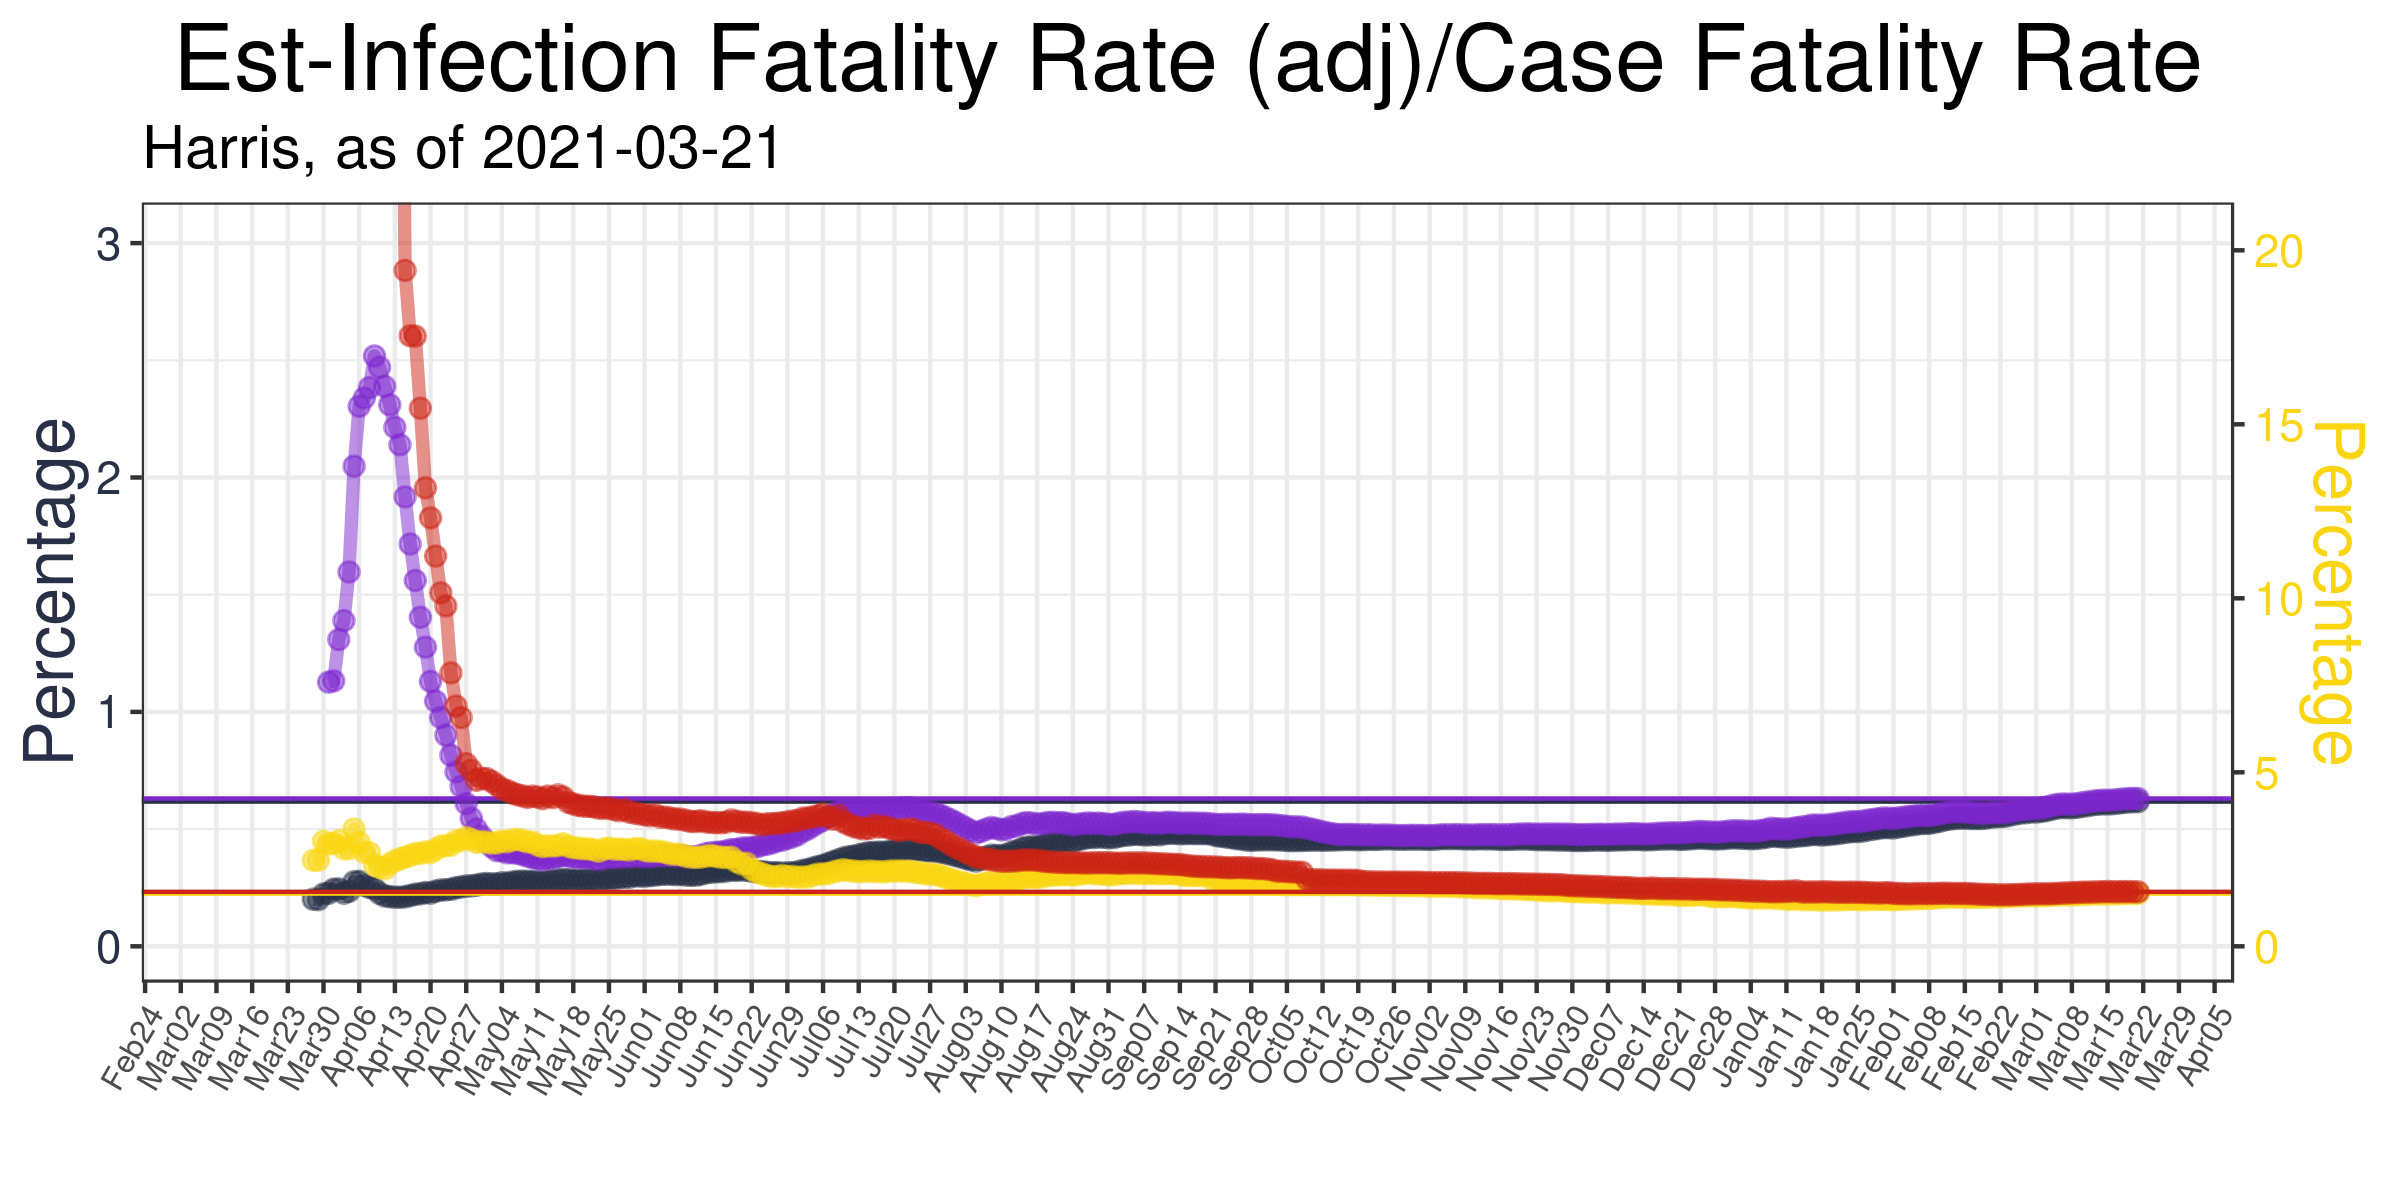 Est-Infection Fatality Rate (adj)/Case Fatality Rate
Harris, as of 2021-03-21
Percentage
3
2
1
0
20
15
10
5
0
Percentage
Feb24
Mar02
Mar09
Mar16
Mar23
Mar30
Apr06
Apr13
Apr20
Apr27
May04
May11
May18
May25
Jun01
Jun08
Jun15
Jun22
Jun29
Jul06
Jul13
Jul20
Jul27
Aug03
Aug10
Aug17
Aug24
Aug31
Sep07
Sep14
Sep21
Sep28
Oct05
Oct12
Oct19
Oct26
Nov02
Nov09
Nov16
Nov23
Nov30
Dec07
Dec14
Dec21
Dec28
Jan04
Jan11
Jan18
Jan25
Feb01
Feb08
Feb15
Feb22
Mar01
Mar08
Mar15
Mar22
Mar29
Apr05